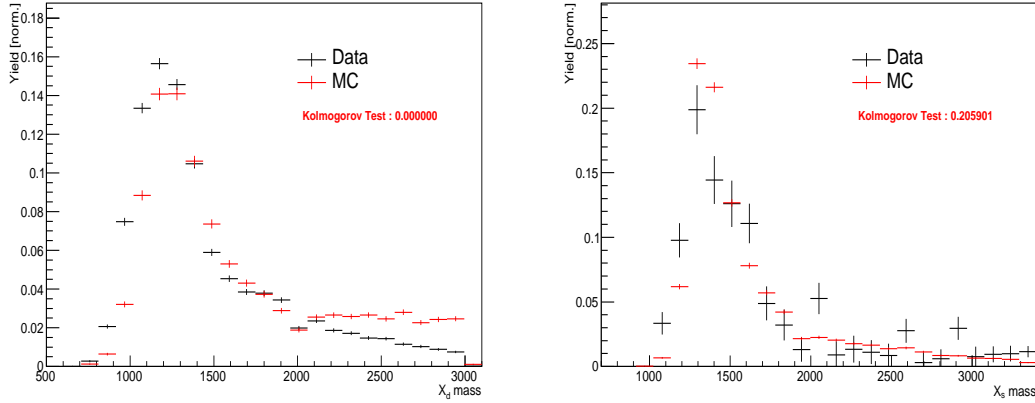 Yield [norm.]
0.18
0.16
0.14
0.12
0.1
0.08
0.06
0.04
0.02
0
500
1000
1500
2000
2500
3000
X_d mass
Data
MC
Kolmogorov Test : 0.000000
Yield [norm.]
0.25
0.2
0.15
0.1
0.05
0
1000
1500
2000
2500
3000
X_s mass
Data
MC
Kolmogorov Test : 0.205901